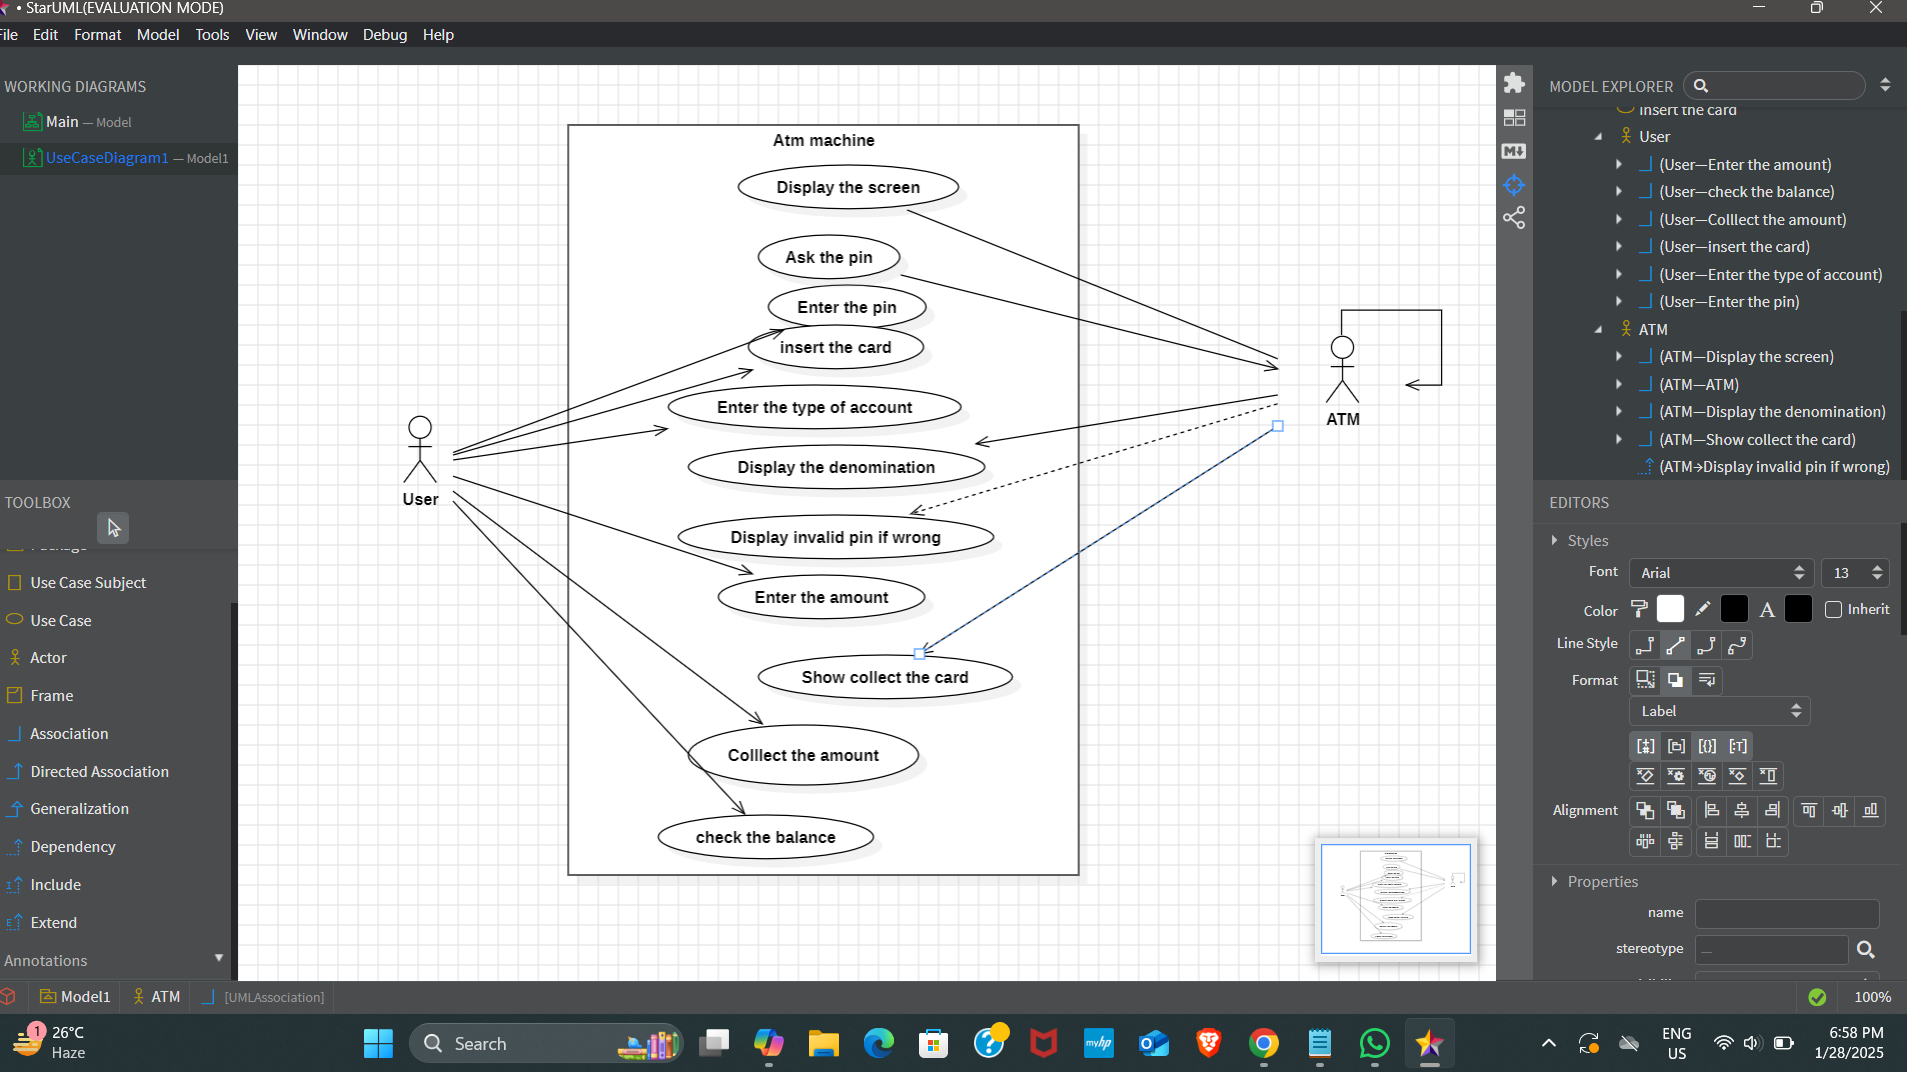 • StarUML(EVALUATION MODE)
File Edit Format Model Tools View Window Debug Help
WORKING DIAGRAMS
Main — Model
UseCaseDiagram1 — Model1
TOOLBOX
Package
Use Case Subject
Use Case
Actor
Frame
Association
Directed Association
Generalization
Dependency
Include
Extend
Annotations
Atm machine
Display the screen
Ask the pin
Enter the pin
insert the card
Enter the type of account
Display the denomination
Display invalid pin if wrong
Enter the amount
Show collect the card
Colllect the amount
check the balance
User
ATM
MODEL EXPLORER
insert the card
User
(User—Enter the amount)
(User—check the balance)
(User—Colllect the amount)
(User—insert the card)
(User—Enter the type of account)
(User—Enter the pin)
ATM
(ATM—Display the screen)
(ATM—ATM)
(ATM—Display the denomination)
(ATM—Show collect the card)
(ATM→Display invalid pin if wrong)
EDITORS
Styles
Font Arial 13
Color A Inherit
Line Style
Format
Label
Alignment
Properties
name
stereotype —
Model1 ATM [UMLAssociation]
100%
1
26°C
Haze
Search
myhp
ENG
US
6:58 PM
1/28/2025